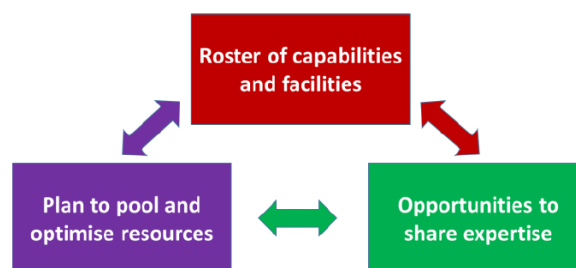 Roster of capabilities
and facilities
Plan to pool and
optimise resources
Opportunities to
share expertise